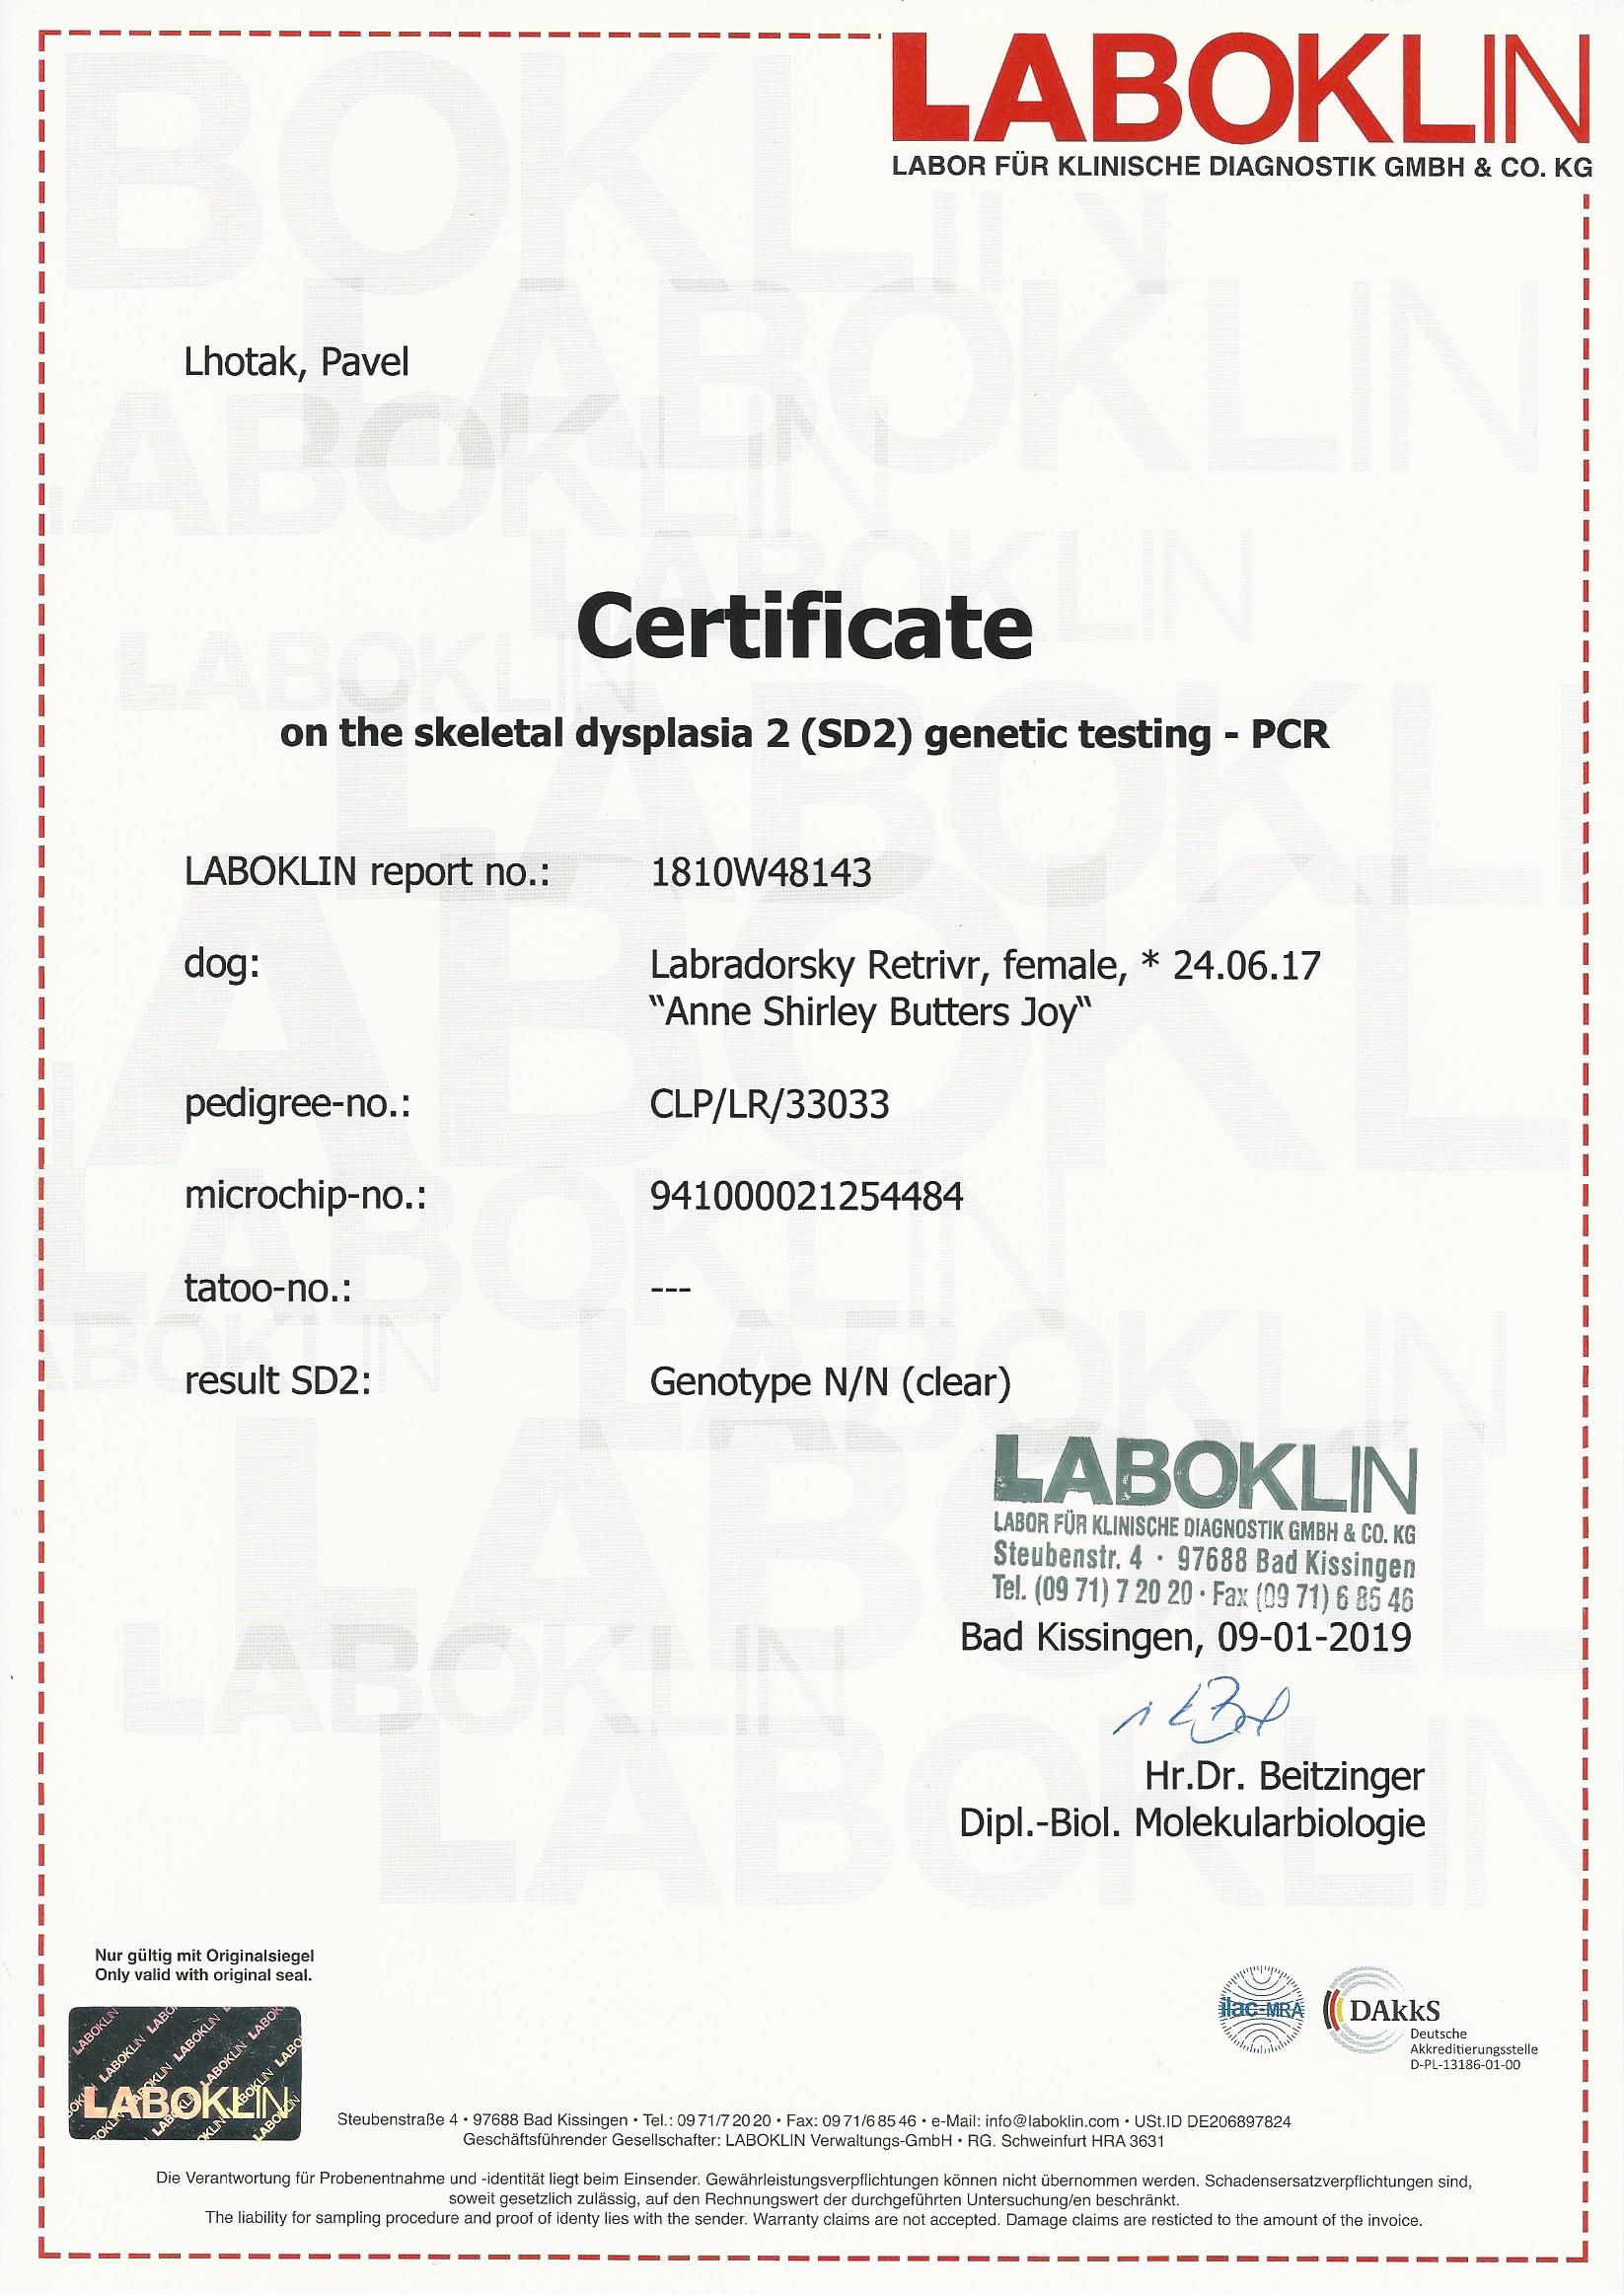 LABOKLIN
LABOR FÜR KLINISCHE DIAGNOSTIK GMBH & CO. KG
Lhotak, Pavel
Certificate
on the skeletal dysplasia 2 (SD2) genetic testing - PCR
LABOKLIN report no.: 1810W48143
dog: Labradorsky Retrivr, female, * 24.06.17
"Anne Shirley Butters Joy"
pedigree-no.: CLP/LR/33033
microchip-no.: 941000021254484
tatoo-no.: ---
result SD2: Genotype N/N (clear)
LABOKLIN
LABOR FÜR KLINISCHE DIAGNOSTIK GMBH & CO. KG
Steubenstr. 4 · 97688 Bad Kissingen
Tel. (09 71) 7 20 20 · Fax (09 71) 6 85 46
Bad Kissingen, 09-01-2019
Hr.Dr. Beitzinger
Dipl.-Biol. Molekularbiologie
Nur gültig mit Originalsiegel
Only valid with original seal.
LABOKLIN
ilac-MRA
DAkkS
Deutsche
Akkreditierungsstelle
D-PL-13186-01-00
Steubenstraße 4 • 97688 Bad Kissingen • Tel.: 09 71/7 20 20 • Fax: 09 71/6 85 46 • e-Mail: info@laboklin.com • USt.ID DE206897824
Geschäftsführender Gesellschafter: LABOKLIN Verwaltungs-GmbH • RG. Schweinfurt HRA 3631
Die Verantwortung für Probenentnahme und -identität liegt beim Einsender. Gewährleistungsverpflichtungen können nicht übernommen werden. Schadensersatzverpflichtungen sind,
soweit gesetzlich zulässig, auf den Rechnungswert der durchgeführten Untersuchung/en beschränkt.
The liability for sampling procedure and proof of identy lies with the sender. Warranty claims are not accepted. Damage claims are resticted to the amount of the invoice.